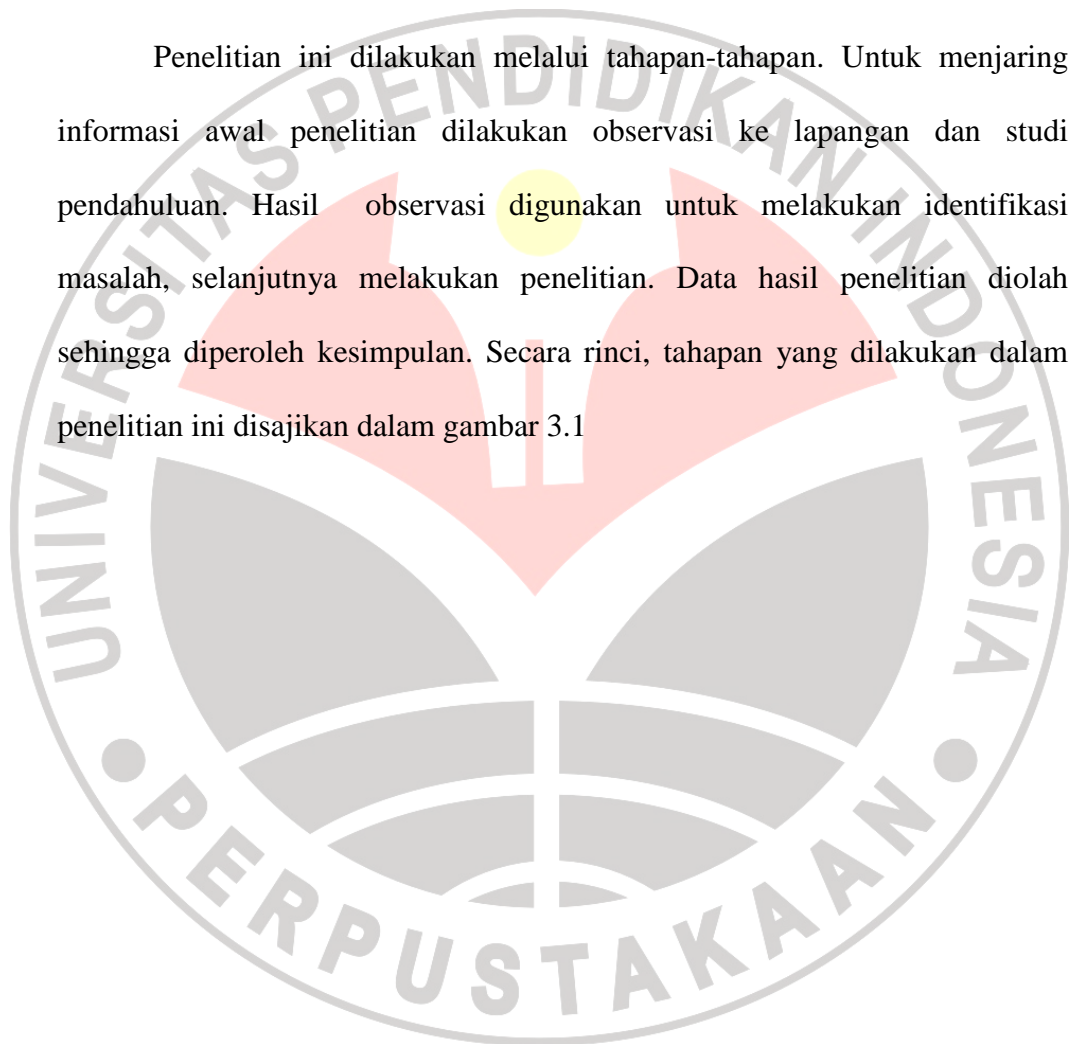 Penelitian ini dilakukan melalui tahapan-tahapan. Untuk menjaring
informasi awal penelitian dilakukan observasi ke lapangan dan studi
pendahuluan. Hasil observasi digunakan untuk melakukan identifikasi
masalah, selanjutnya melakukan penelitian. Data hasil penelitian diolah
sehingga diperoleh kesimpulan. Secara rinci, tahapan yang dilakukan dalam
penelitian ini disajikan dalam gambar 3.1
UNIVERSITAS PENDIDIKAN INDONESIA
PERPUSTAKAAN